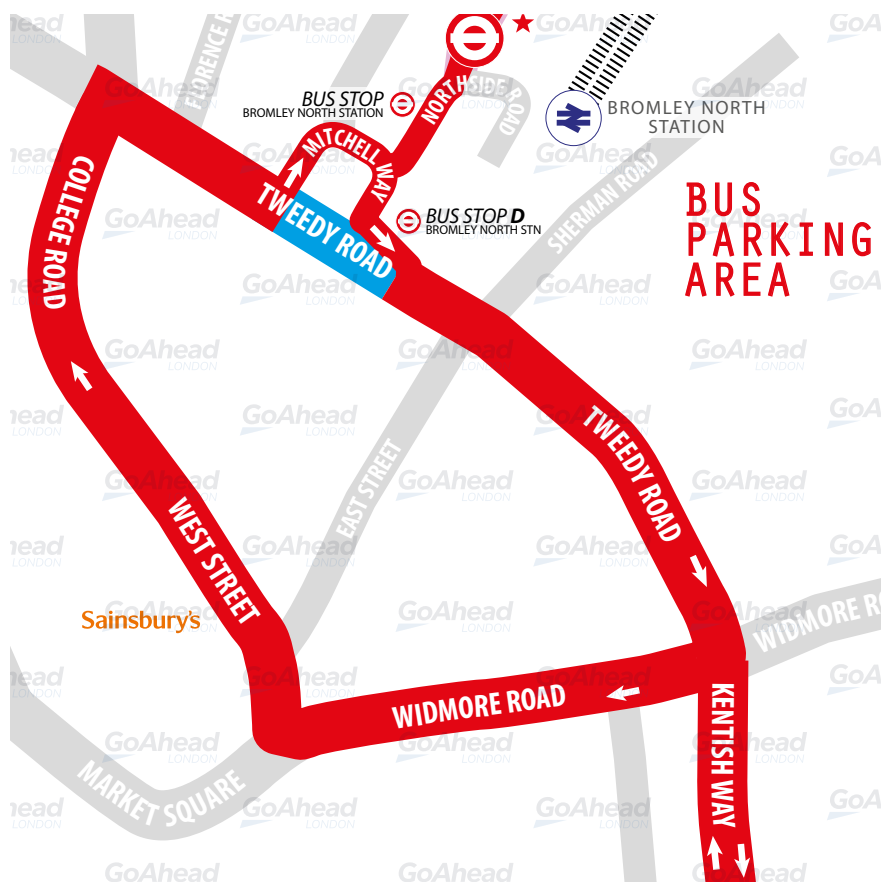 FLORENCE R
BUS STOP
BROMLEY NORTH STATION
NORTHSIDE ROAD
BROMLEY NORTH
STATION
MITCHELL WAY
COLLEGE ROAD
TWEEDY ROAD
BUS STOP D
BROMLEY NORTH STN
SHERMAN ROAD
BUS
PARKING
AREA
TWEEDY ROAD
EAST STREET
WEST STREET
Sainsbury's
WIDMORE RO
WIDMORE ROAD
KENTISH WAY
MARKET SQUARE
GoAhead
LONDON